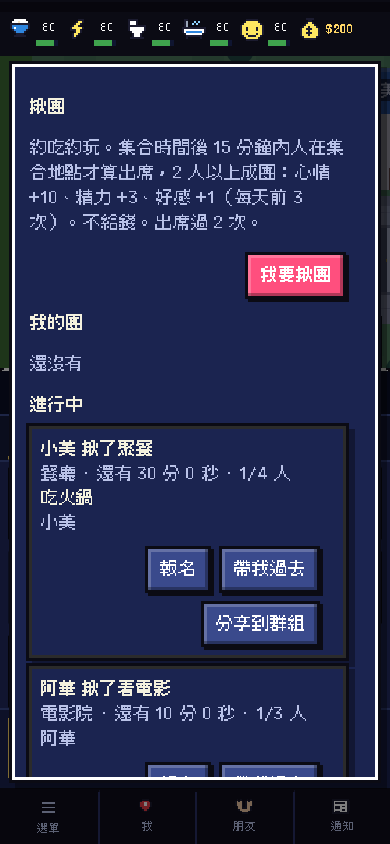 80 80 80 80 80 $200
揪團
約吃約玩。集合時間後 15 分鐘內人在集
合地點才算出席，2 人以上成團：心情
+10、精力 +3、好感 +1（每天前 3
次）。不給錢。出席過 2 次。
我要揪團
我的團
還沒有
進行中
小美 揪了聚餐
餐廳 · 還有 30 分 0 秒 · 1/4 人
吃火鍋
小美
報名 帶我過去
分享到群組
阿華 揪了看電影
電影院 · 還有 10 分 0 秒 · 1/3 人
阿華
選單 我 朋友 通知